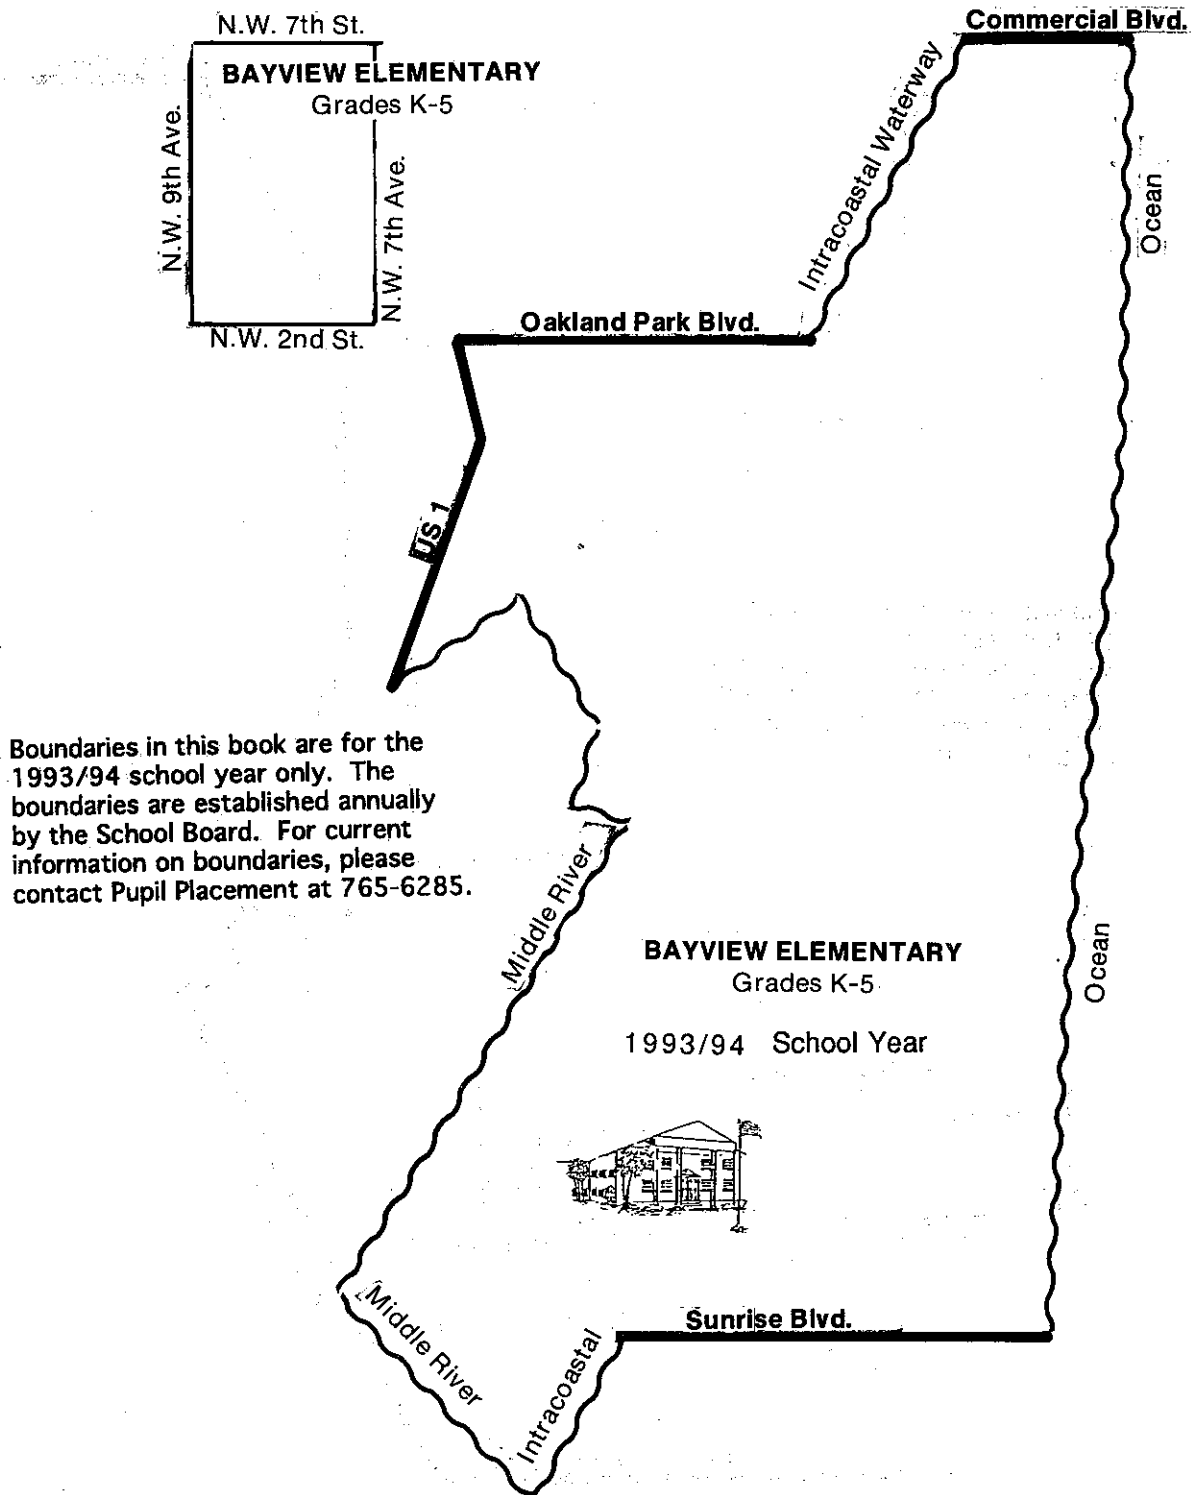 N.W. 7th St.
BAYVIEW ELEMENTARY
Grades K-5
N.W. 9th Ave.
N.W. 7th Ave.
N.W. 2nd St.
Commercial Blvd.
Intracoastal Waterway
Ocean
Oakland Park Blvd.
US 1
Boundaries in this book are for the
1993/94 school year only. The
boundaries are established annually
by the School Board. For current
information on boundaries, please
contact Pupil Placement at 765-6285.
Middle River
BAYVIEW ELEMENTARY
Grades K-5
1993/94 School Year
Ocean
Middle River
Intracoastal
Sunrise Blvd.